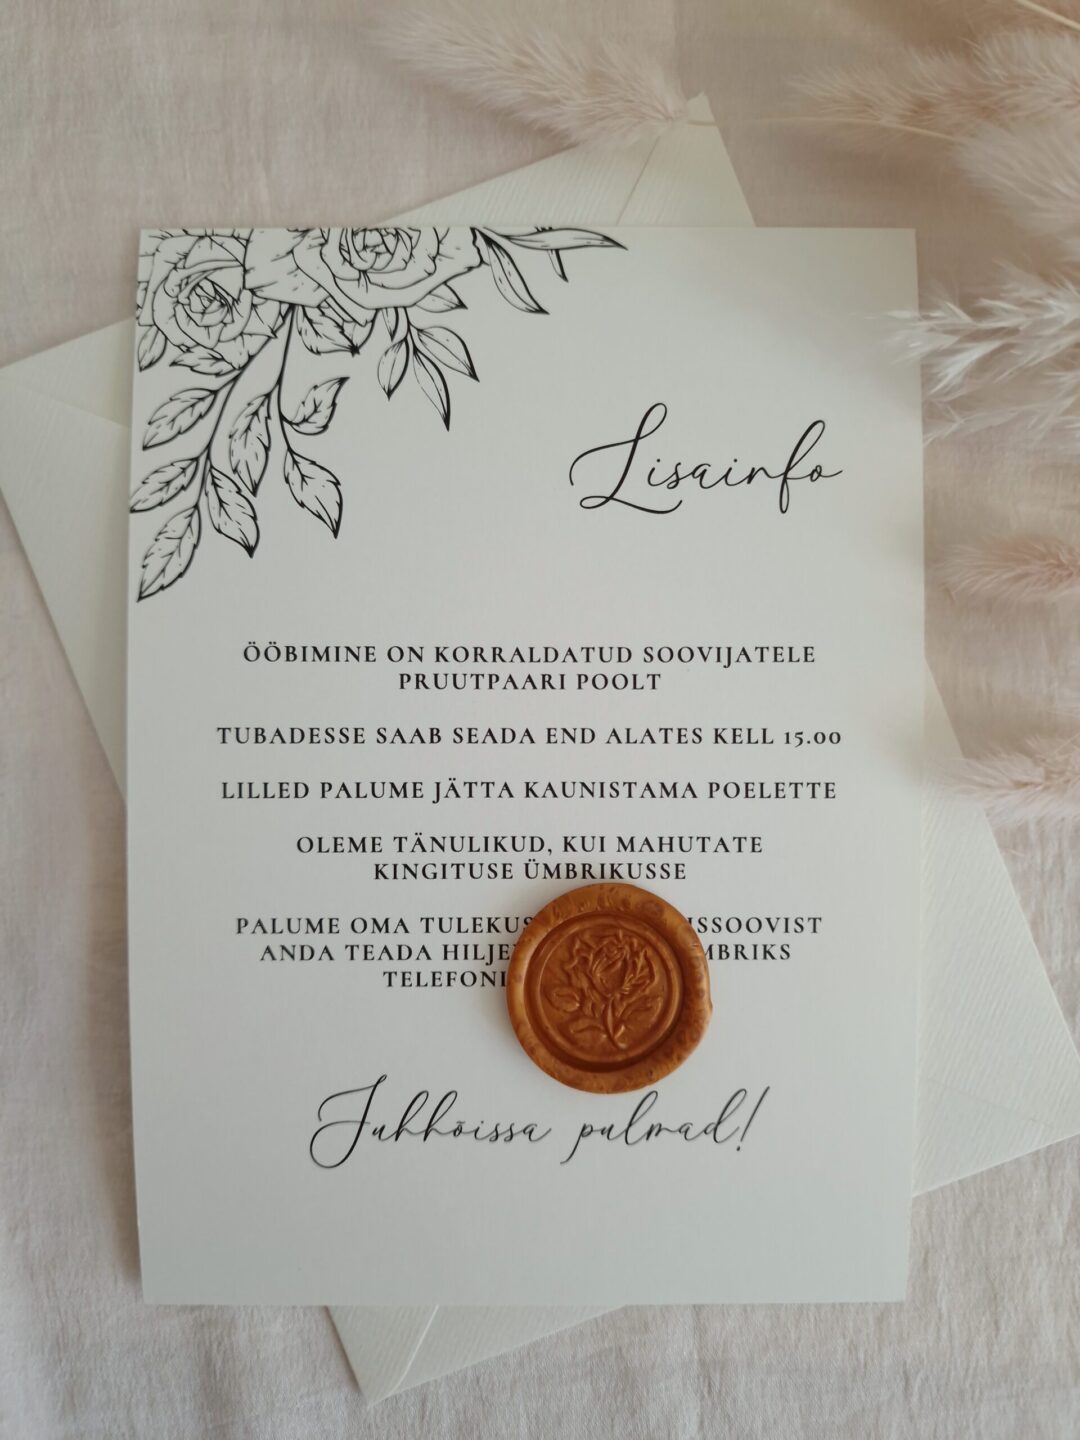 Lisainfo
ÖÖBIMINE ON KORRALDATUD SOOVIJATELE
PRUUTPAARI POOLT
TUBADESSE SAAB SEADA END ALATES KELL 15.00
LILLED PALUME JÄTTA KAUNISTAMA POELETTE
OLEME TÄNULIKUD, KUI MAHUTATE
KINGITUSE ÜMBRIKUSSE
PALUME OMA
ANDA TEADA
Juhhõissa pulmad!